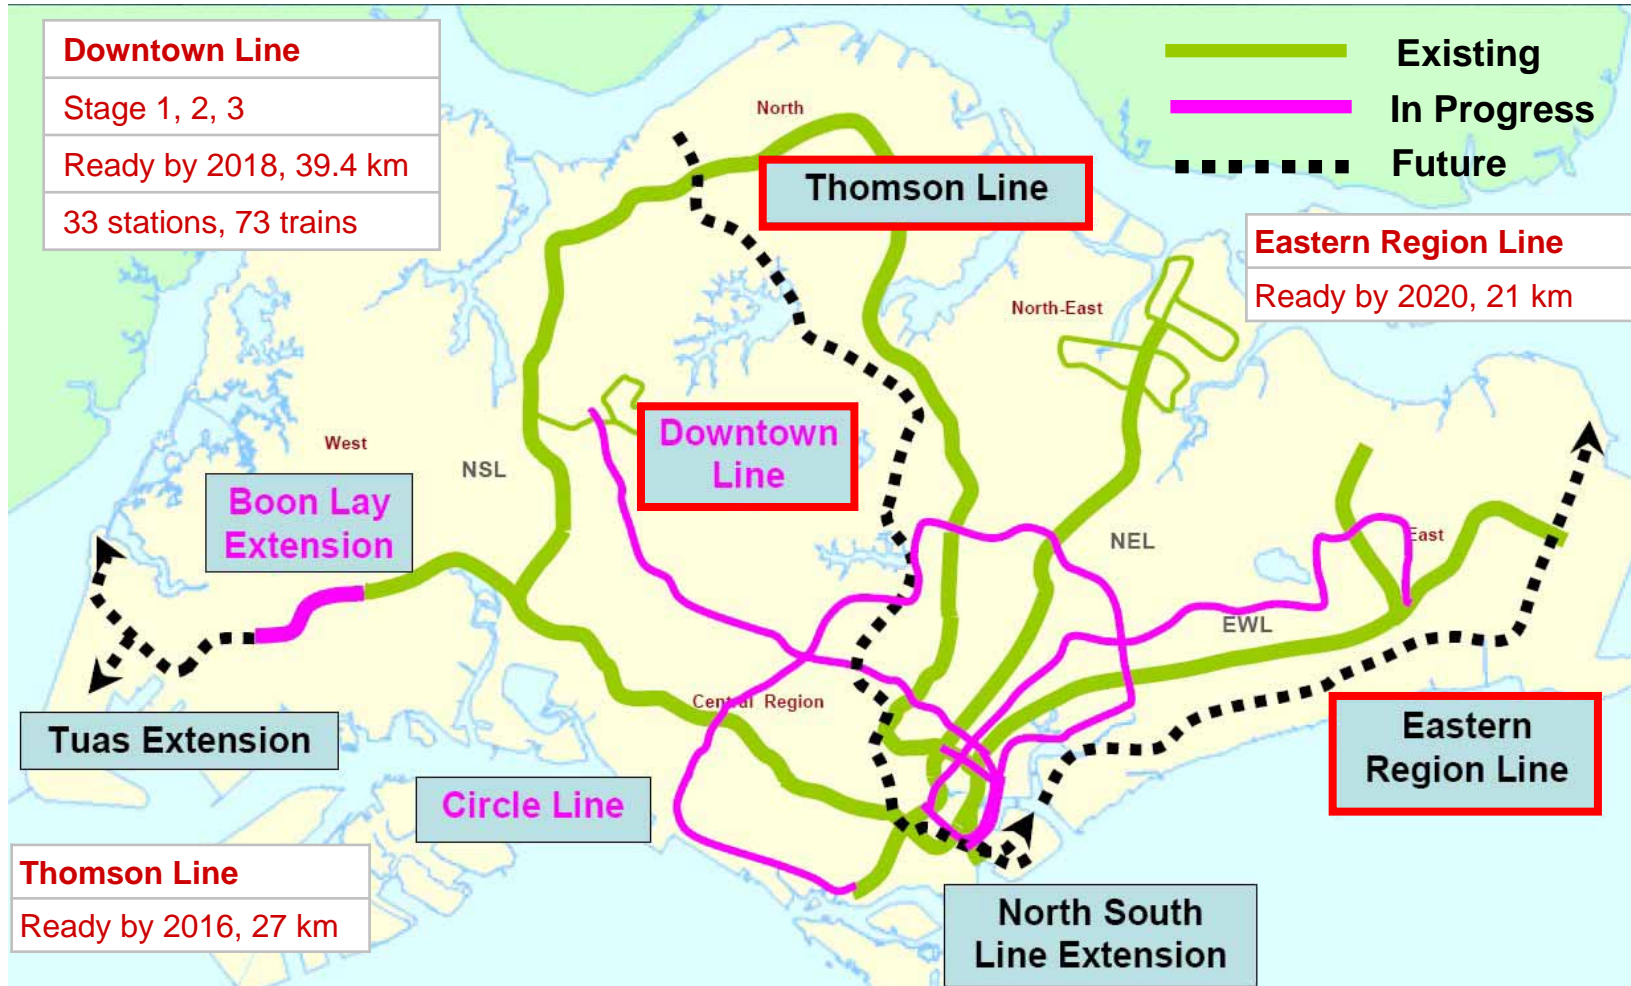 Downtown Line
Stage 1, 2, 3
Ready by 2018, 39.4 km
33 stations, 73 trains
Existing
In Progress
Future
North
Thomson Line
Eastern Region Line
Ready by 2020, 21 km
North-East
West
NSL
Downtown
Line
Boon Lay
Extension
NEL
East
EWL
Central Region
Tuas Extension
Circle Line
Eastern
Region Line
Thomson Line
Ready by 2016, 27 km
North South
Line Extension